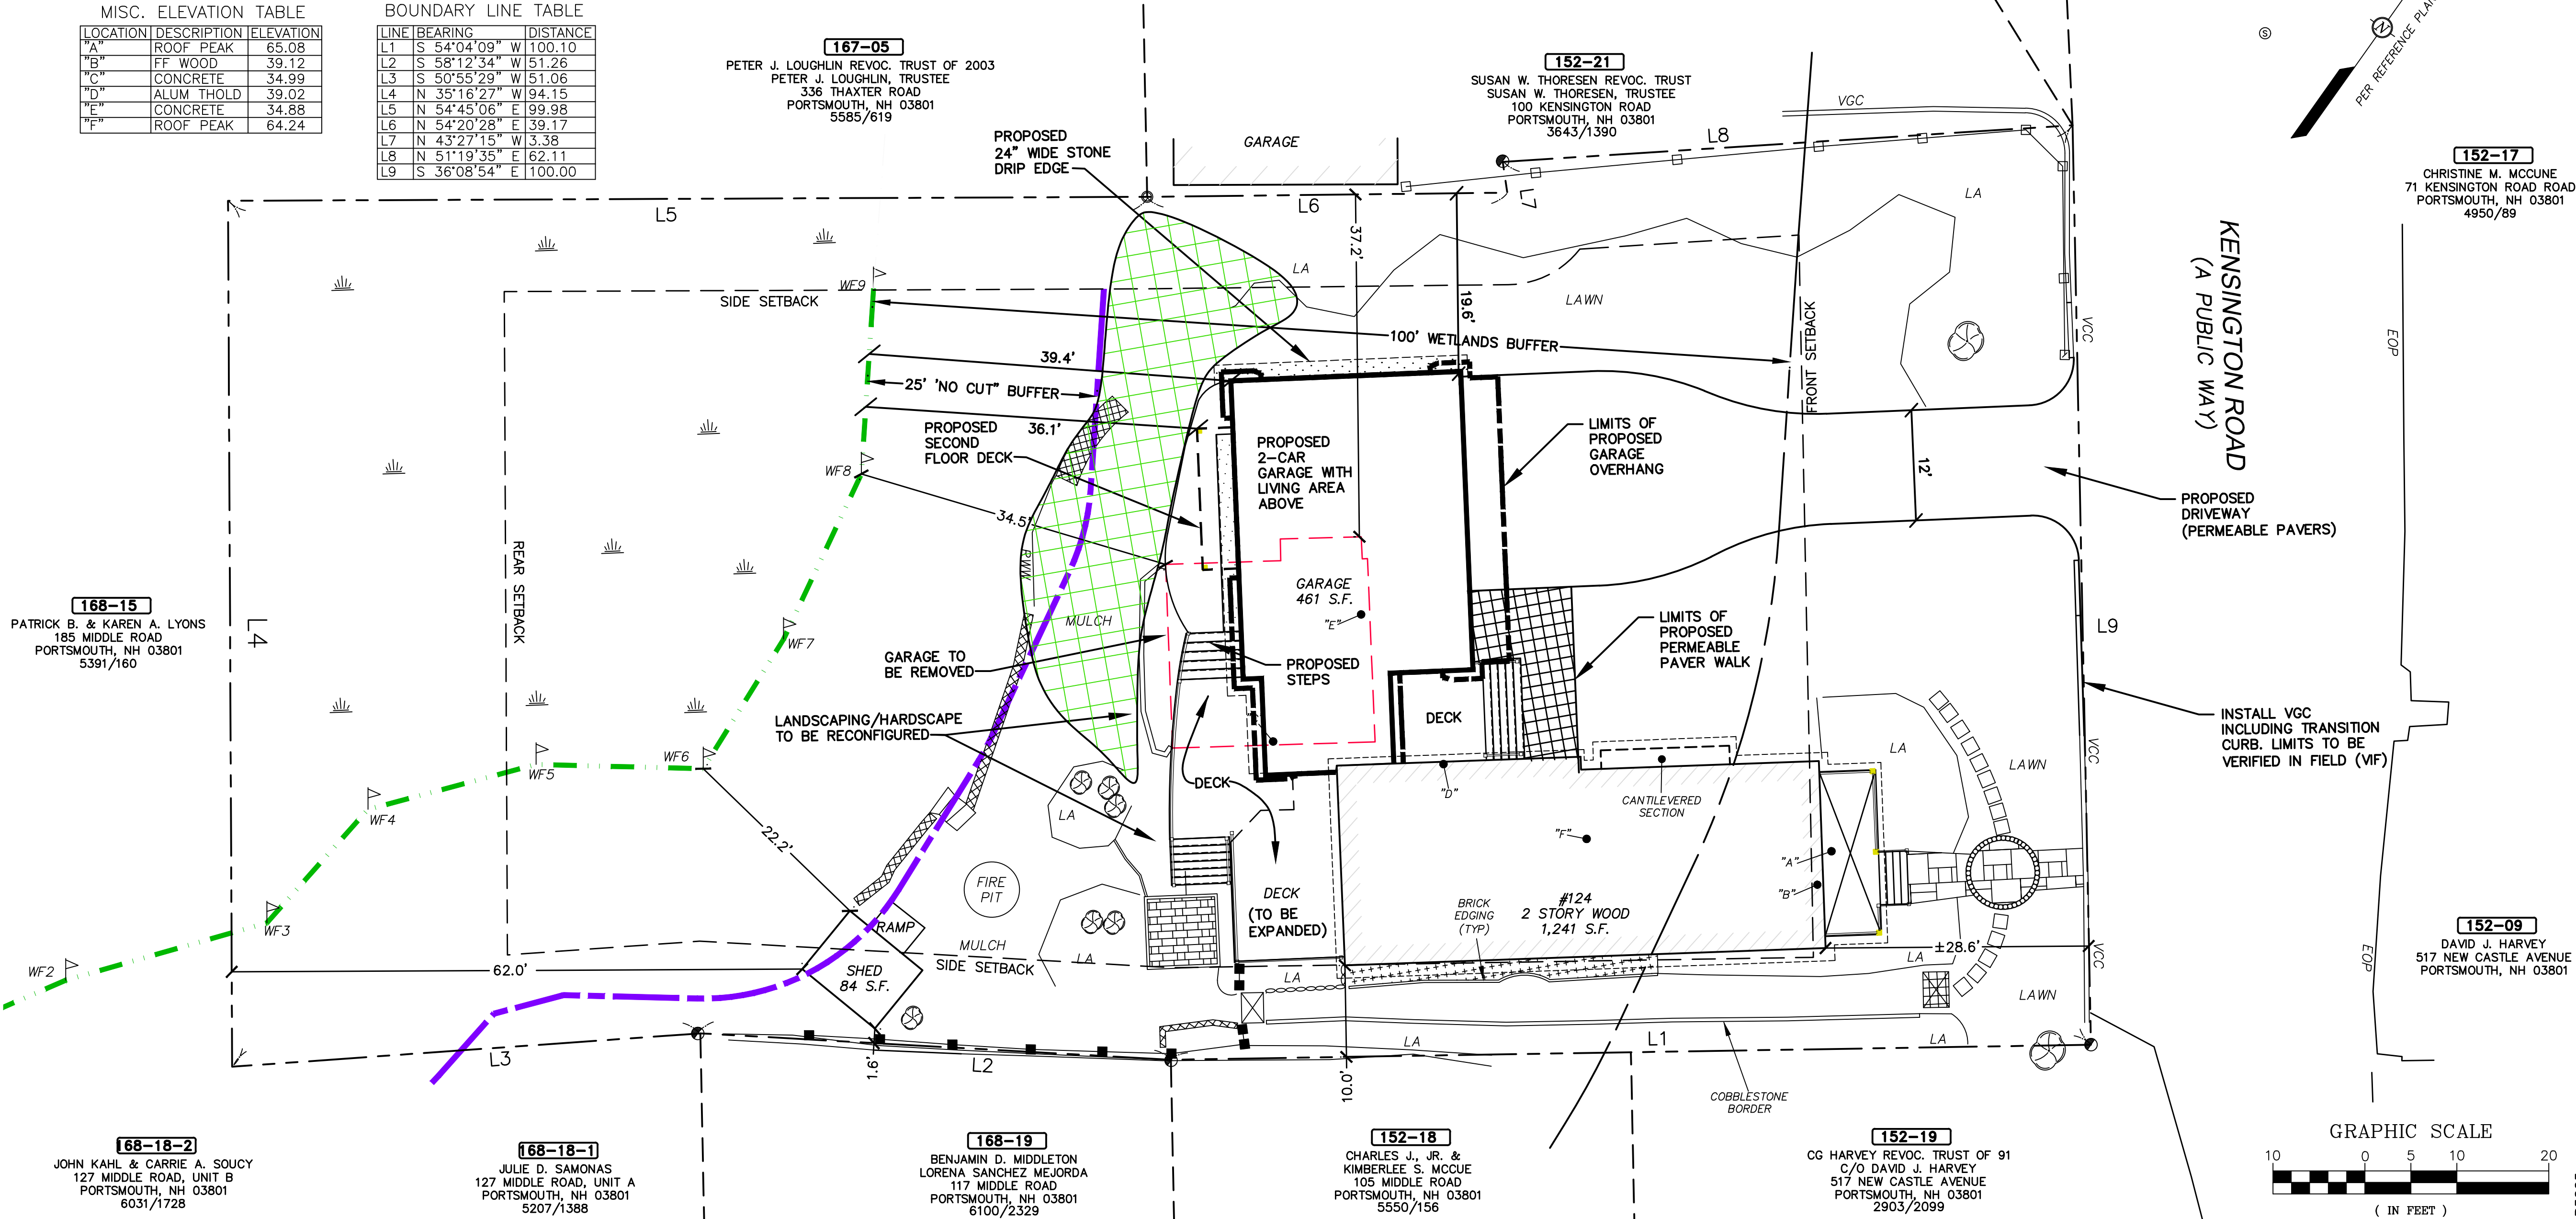 MISC. ELEVATION TABLE
LOCATION DESCRIPTION ELEVATION
"A" ROOF PEAK 65.08
"B" FF WOOD 39.12
"C" CONCRETE 34.99
"D" ALUM THOLD 39.02
"E" CONCRETE 34.88
"F" ROOF PEAK 64.24
BOUNDARY LINE TABLE
LINE BEARING DISTANCE
L1 S 54°04'09" W 100.10
L2 S 58°12'34" W 51.26
L3 S 50°55'29" W 51.06
L4 N 35°16'27" W 94.15
L5 N 54°45'06" E 99.98
L6 N 54°20'28" E 39.17
L7 N 43°27'15" W 3.38
L8 N 51°19'35" E 62.11
L9 S 36°08'54" E 100.00
167-05
PETER J. LOUGHLIN REVOC. TRUST OF 2003
PETER J. LOUGHLIN, TRUSTEE
336 THAXTER ROAD
PORTSMOUTH, NH 03801
5585/619
152-21
SUSAN W. THORESEN REVOC. TRUST
SUSAN W. THORESEN, TRUSTEE
100 KENSINGTON ROAD
PORTSMOUTH, NH 03801
3643/1390
S
N
PER REFERENCE
152-17
CHRISTINE M. MCCUNE
71 KENSINGTON ROAD ROAD
PORTSMOUTH, NH 03801
4950/89
PROPOSED
24" WIDE STONE
DRIP EDGE
GARAGE
VGC
L8
L7
L6
L5
LA
LA
37.2'
19.6'
KENSINGTON ROAD
(A PUBLIC WAY)
WF9
SIDE SETBACK
LAWN
100' WETLANDS BUFFER
FRONT SETBACK
VCC
EOP
39.4'
25' 'NO CUT" BUFFER
36.1'
PROPOSED
SECOND
FLOOR DECK
PROPOSED
2-CAR
GARAGE WITH
LIVING AREA
ABOVE
LIMITS OF
PROPOSED
GARAGE
OVERHANG
12'
PROPOSED
DRIVEWAY
(PERMEABLE PAVERS)
WF8
34.5'
RWW
REAR SETBACK
GARAGE
461 S.F.
"E"
MULCH
168-15
PATRICK B. & KAREN A. LYONS
185 MIDDLE ROAD
PORTSMOUTH, NH 03801
5391/160
L4
WF7
GARAGE TO
BE REMOVED
PROPOSED
STEPS
LIMITS OF
PROPOSED
PERMEABLE
PAVER WALK
L9
LANDSCAPING/HARDSCAPE
TO BE RECONFIGURED
DECK
INSTALL VGC
INCLUDING TRANSITION
CURB. LIMITS TO BE
VERIFIED IN FIELD (VIF)
WF6
WF5
WF4
DECK
"D"
CANTILEVERED
SECTION
LA
LAWN
VCC
LA
22.2'
"F"
"A"
"B"
FIRE
PIT
DECK
(TO BE
EXPANDED)
BRICK
EDGING
(TYP)
#124
2 STORY WOOD
1,241 S.F.
WF3
WF2
RAMP
MULCH
LA
SIDE SETBACK
SHED
84 S.F.
62.0'
±28.6'
LA
LA
LAWN
VCC
EOP
152-09
DAVID J. HARVEY
517 NEW CASTLE AVENUE
PORTSMOUTH, NH 03801
L3
L2
1.6'
10.0'
LA
L1
LA
COBBLESTONE
BORDER
168-18-2
JOHN KAHL & CARRIE A. SOUCY
127 MIDDLE ROAD, UNIT B
PORTSMOUTH, NH 03801
6031/1728
168-18-1
JULIE D. SAMONAS
127 MIDDLE ROAD, UNIT A
PORTSMOUTH, NH 03801
5207/1388
168-19
BENJAMIN D. MIDDLETON
LORENA SANCHEZ MEJORDA
117 MIDDLE ROAD
PORTSMOUTH, NH 03801
6100/2329
152-18
CHARLES J., JR. &
KIMBERLEE S. MCCUE
105 MIDDLE ROAD
PORTSMOUTH, NH 03801
5550/156
152-19
CG HARVEY REVOC. TRUST OF 91
C/O DAVID J. HARVEY
517 NEW CASTLE AVENUE
PORTSMOUTH, NH 03801
2903/2099
GRAPHIC SCALE
10 0 5 10 20
( IN FEET )